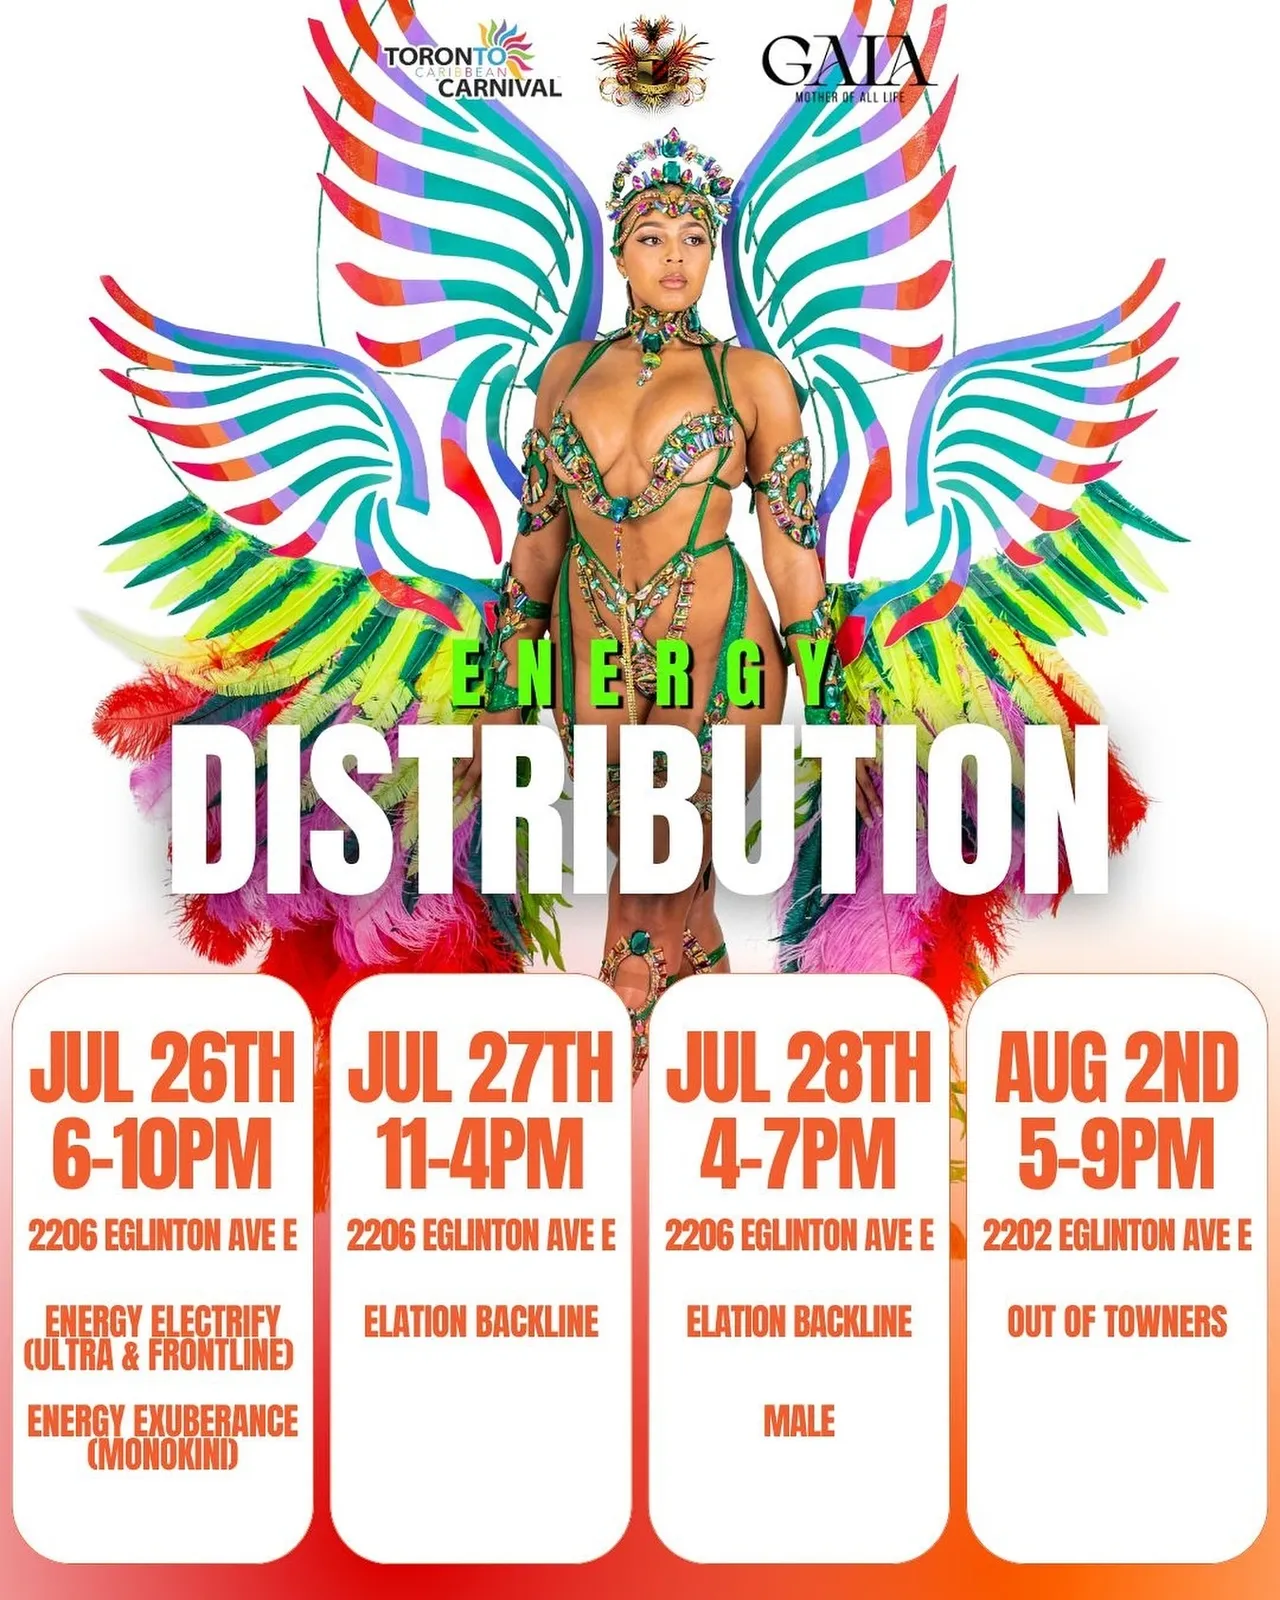 TORONTO
CARIBBEAN
CARNIVAL
GAIA
MOTHER OF ALL LIFE
ENERGY
DISTRIBUTION
JUL 26TH
6-10PM
2206 EGLINTON AVE E
ENERGY ELECTRIFY
(ULTRA & FRONTLINE)
ENERGY EXUBERANCE
(MONOKINI)
JUL 27TH
11-4PM
2206 EGLINTON AVE E
ELATION BACKLINE
JUL 28TH
4-7PM
2206 EGLINTON AVE E
ELATION BACKLINE
MALE
AUG 2ND
5-9PM
2202 EGLINTON AVE E
OUT OF TOWNERS